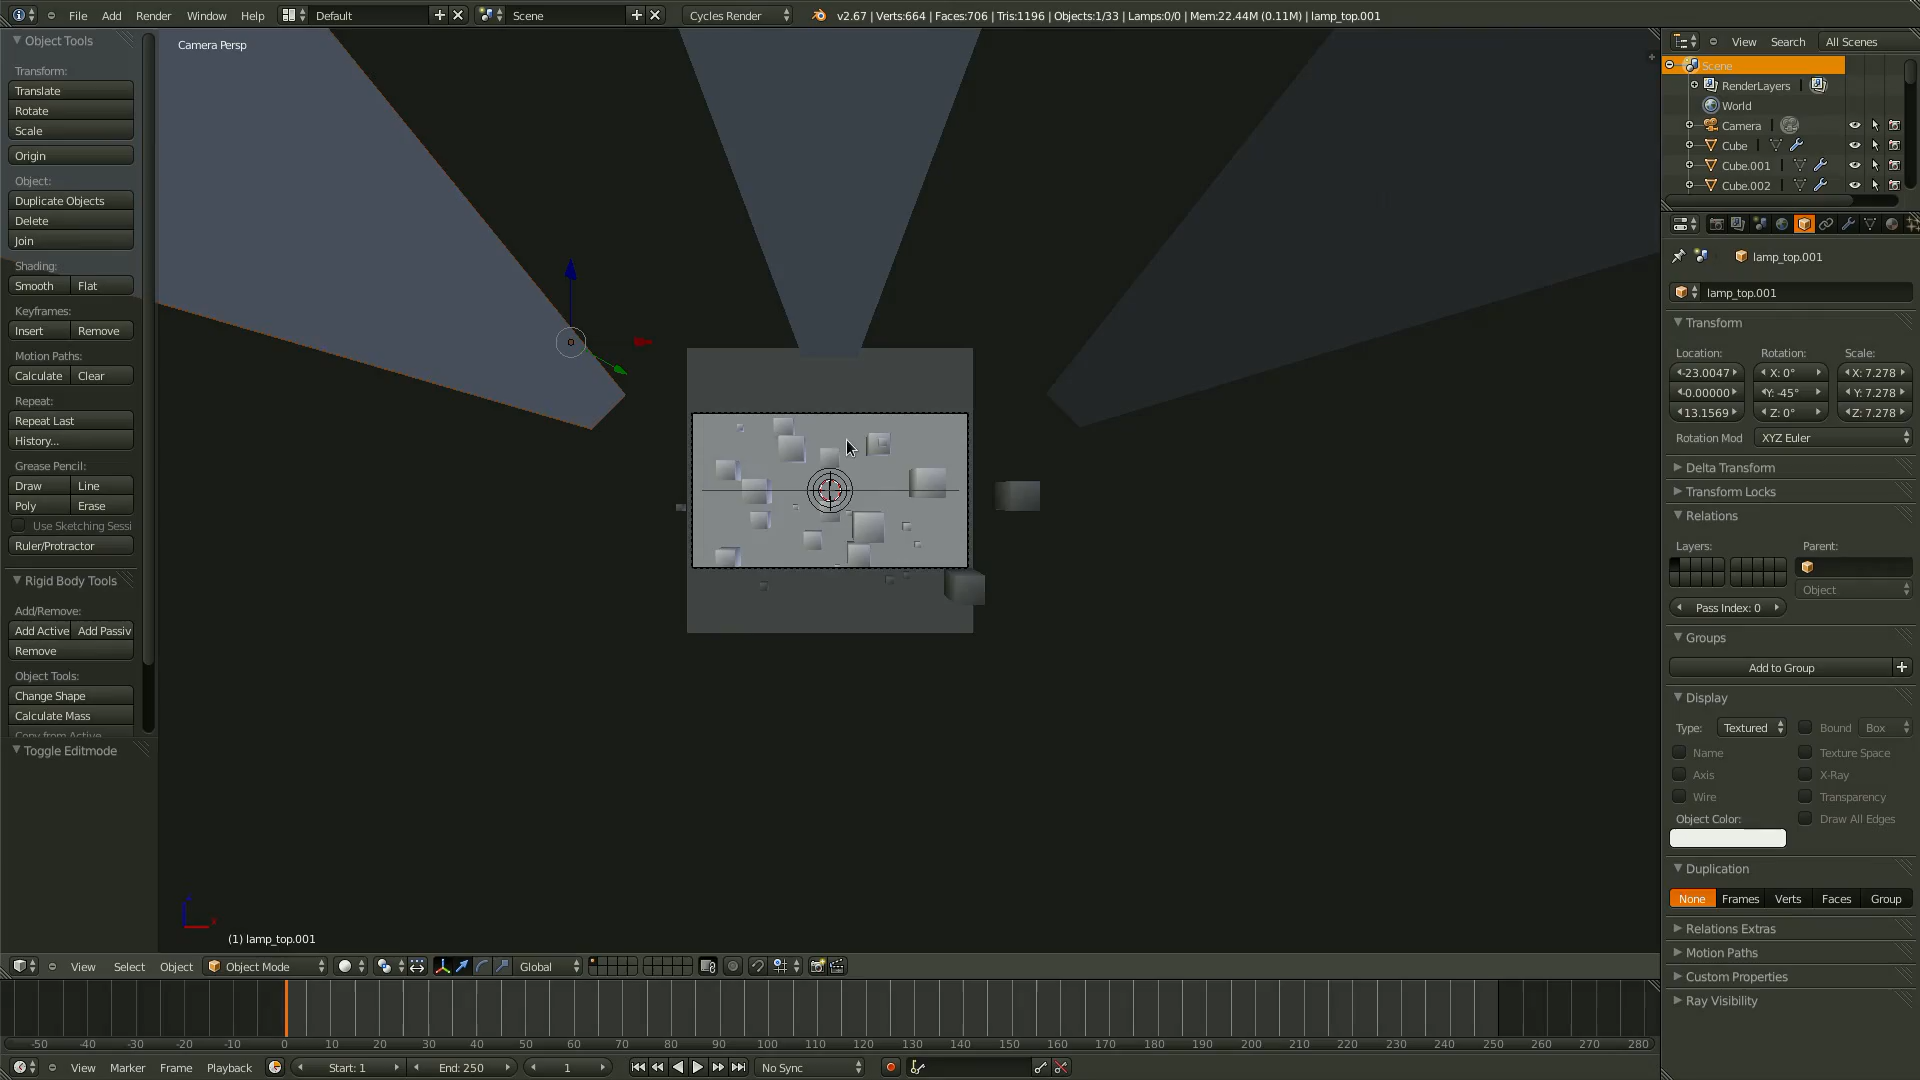 File Add Render Window Help Default Scene Cycles Render v2.67 | Verts:664 | Faces:706 | Tris:1196 | Objects:1/33 | Lamps:0/0 | Mem:22.44M (0.11M) | lamp_top.001
Object Tools
Transform:
Translate
Rotate
Scale
Origin
Object:
Duplicate Objects
Delete
Join
Shading:
Smooth Flat
Keyframes:
Insert Remove
Motion Paths:
Calculate Clear
Repeat:
Repeat Last
History...
Grease Pencil:
Draw Line
Poly Erase
Use Sketching Sessi
Ruler/Protractor
Rigid Body Tools
Add/Remove:
Add Active Add Passiv
Remove
Object Tools:
Change Shape
Calculate Mass
Copy from Active
Toggle Editmode
Camera Persp
(1) lamp_top.001
View Select Object Object Mode Global
-50 -40 -30 -20 -10 0 10 20 30 40 50 60 70 80 90 100 110 120 130 140 150 160 170 180 190 200 210 220 230 240 250 260 270 280
View Marker Frame Playback Start: 1 End: 250 1 No Sync
View Search All Scenes
Scene
RenderLayers
World
Camera
Cube
Cube.001
Cube.002
lamp_top.001
lamp_top.001
Transform
Location: Rotation: Scale:
-23.0047 X: 0° X: 7.278
-0.00000 Y: -45° Y: 7.278
13.1569 Z: 0° Z: 7.278
Rotation Mod XYZ Euler
Delta Transform
Transform Locks
Relations
Layers: Parent:
Object
Pass Index: 0
Groups
Add to Group
Display
Type: Textured Bound Box
Name Texture Space
Axis X-Ray
Wire Transparency
Object Color: Draw All Edges
Duplication
None Frames Verts Faces Group
Relations Extras
Motion Paths
Custom Properties
Ray Visibility